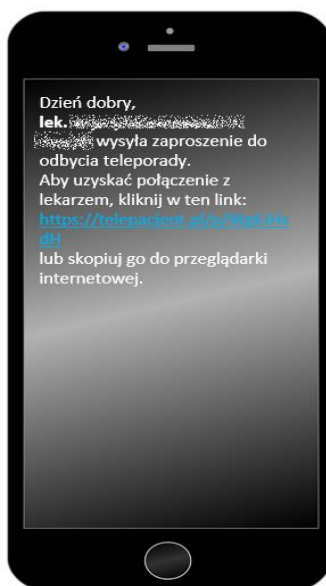 Dzień dobry,
lek.
wysyła zaproszenie do
odbycia teleporady.
Aby uzyskać połączenie z
lekarzem, kliknij w ten link:
lub skopiuj go do przeglądarki
internetowej.